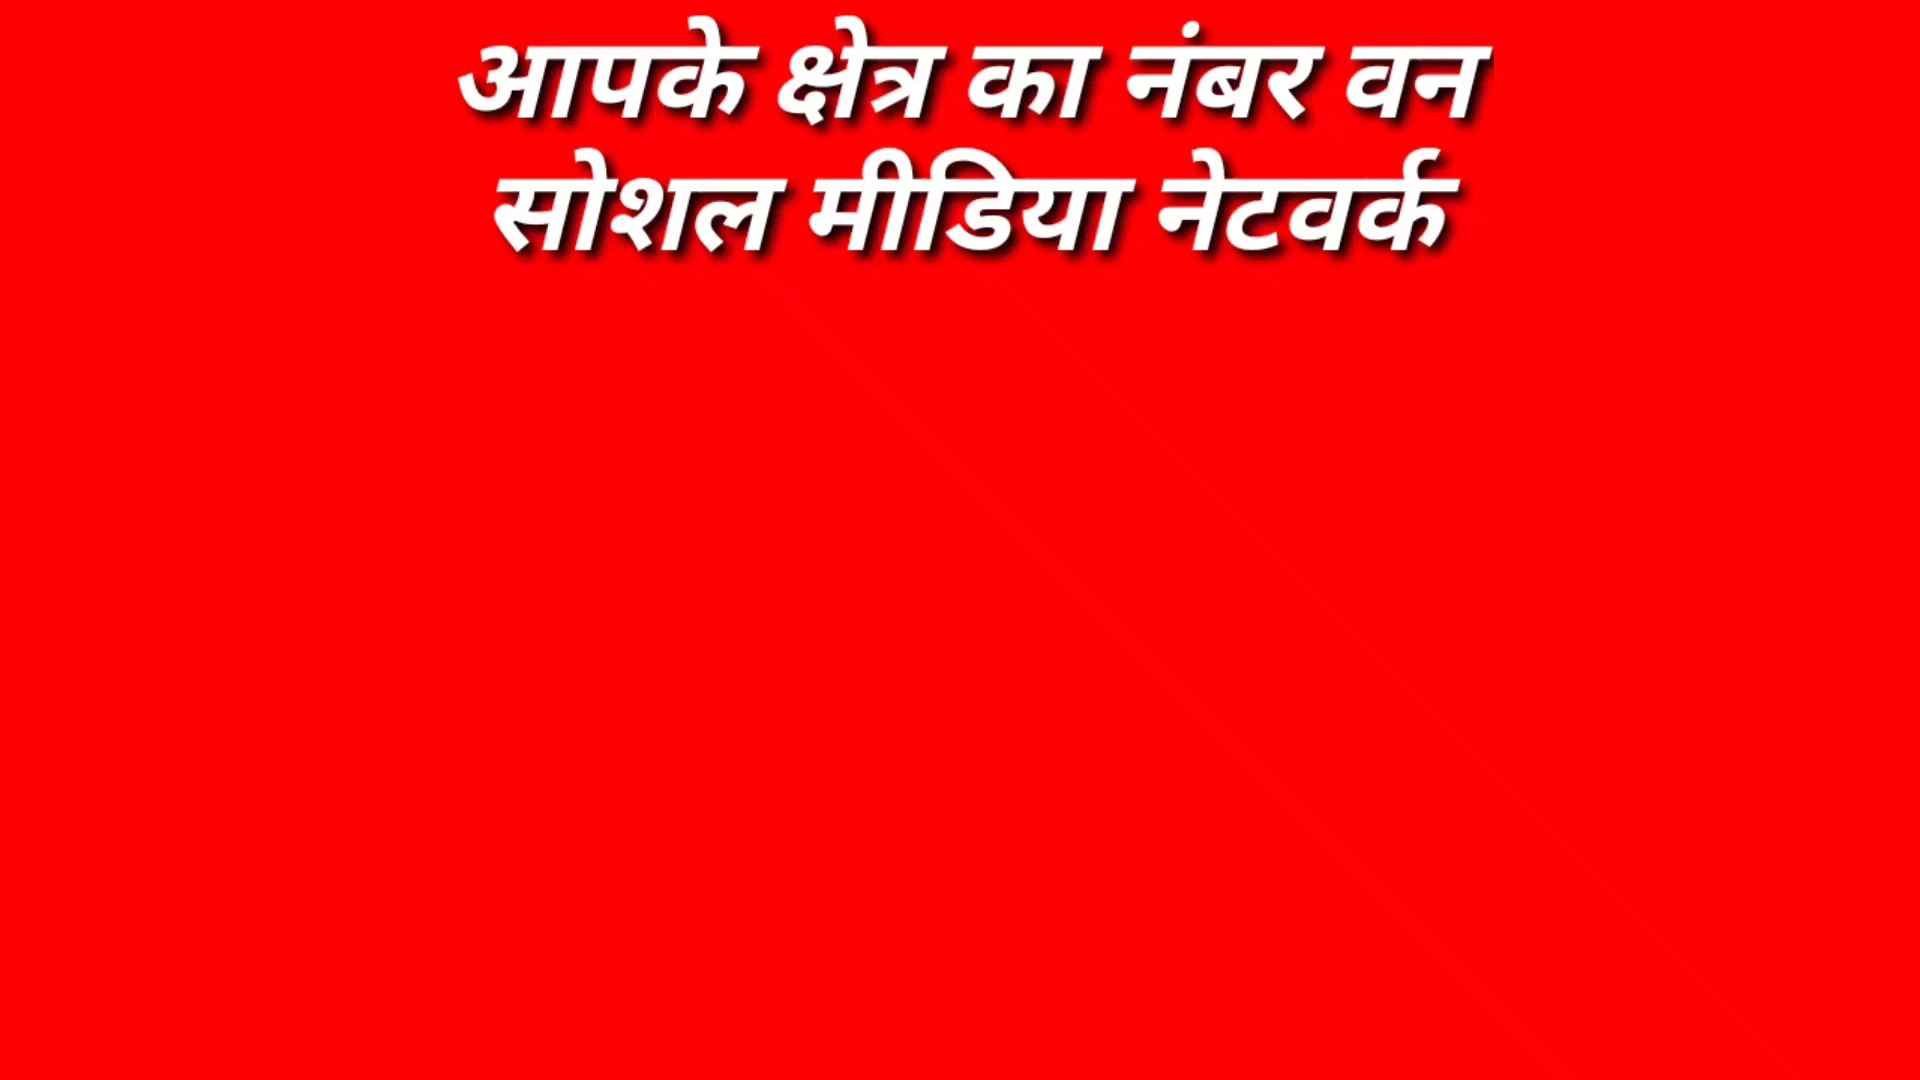 आपके क्षेत्र का नंबर वन
सोशल मीडिया नेटवर्क